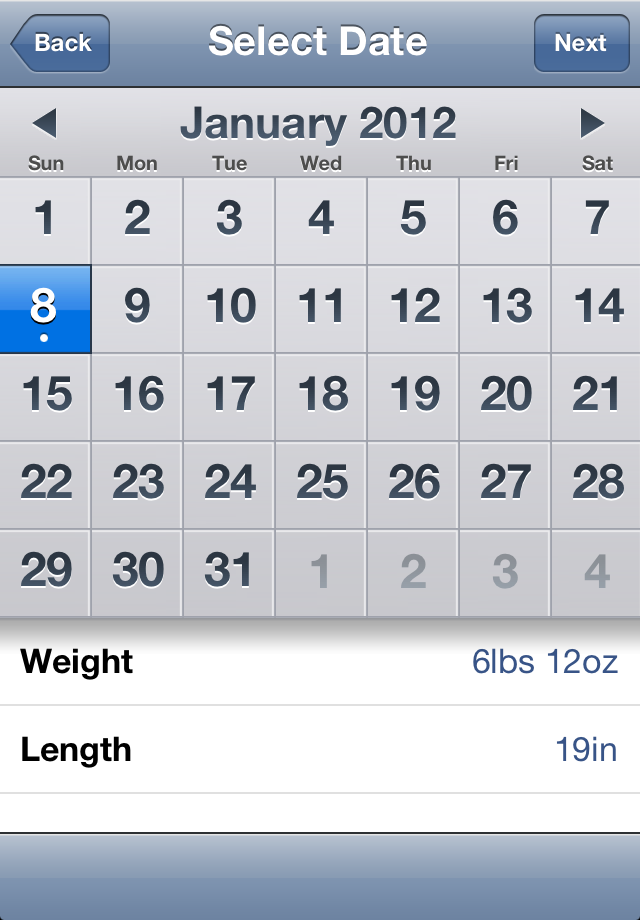 Back Select Date Next
January 2012
Sun Mon Tue Wed Thu Fri Sat
1 2 3 4 5 6 7
8 9 10 11 12 13 14
15 16 17 18 19 20 21
22 23 24 25 26 27 28
29 30 31 1 2 3 4
Weight 6lbs 12oz
Length 19in